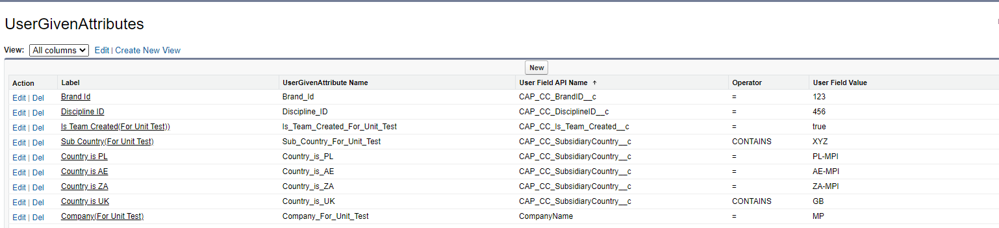 UserGivenAttributes
View: All columns Edit | Create New View
New
Action Label UserGivenAttribute Name User Field API Name ↑ Operator User Field Value
Edit | Del Brand Id Brand_Id CAP_CC_BrandID__c = 123
Edit | Del Discipline ID Discipline_ID CAP_CC_DisciplineID__c = 456
Edit | Del Is Team Created(For Unit Test)) Is_Team_Created_For_Unit_Test CAP_CC_Is_Team_Created__c = true
Edit | Del Sub Country(For Unit Test) Sub_Country_For_Unit_Test CAP_CC_SubsidiaryCountry__c CONTAINS XYZ
Edit | Del Country is PL Country_is_PL CAP_CC_SubsidiaryCountry__c = PL-MPI
Edit | Del Country is AE Country_is_AE CAP_CC_SubsidiaryCountry__c = AE-MPI
Edit | Del Country is ZA Country_is_ZA CAP_CC_SubsidiaryCountry__c = ZA-MPI
Edit | Del Country is UK Country_is_UK CAP_CC_SubsidiaryCountry__c CONTAINS GB
Edit | Del Company(For Unit Test) Company_For_Unit_Test CompanyName = MP